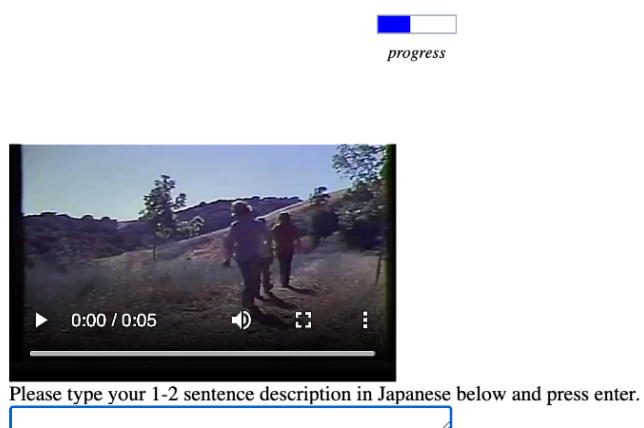 progress
0:00 / 0:05
Please type your 1-2 sentence description in Japanese below and press enter.